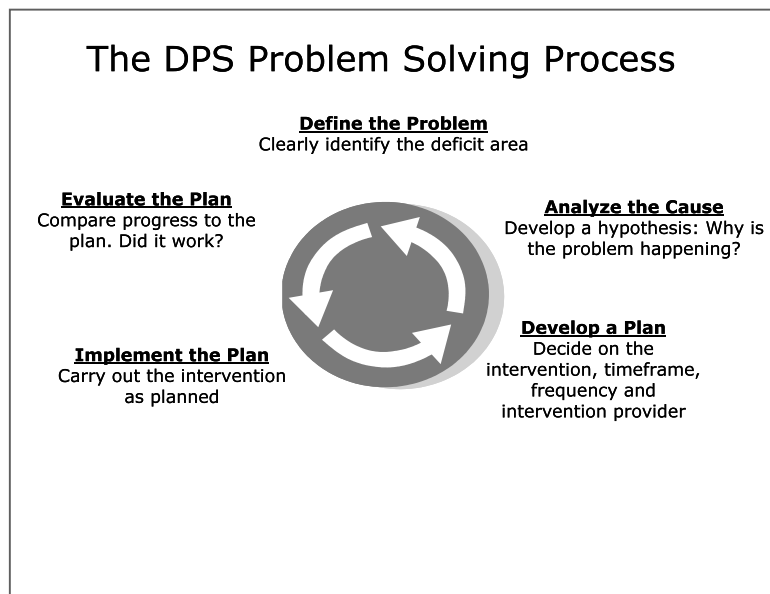 The DPS Problem Solving Process
Define the Problem
Clearly identify the deficit area
Analyze the Cause
Develop a hypothesis: Why is
the problem happening?
Develop a Plan
Decide on the
intervention, timeframe,
frequency and
intervention provider
Implement the Plan
Carry out the intervention
as planned
Evaluate the Plan
Compare progress to the
plan. Did it work?